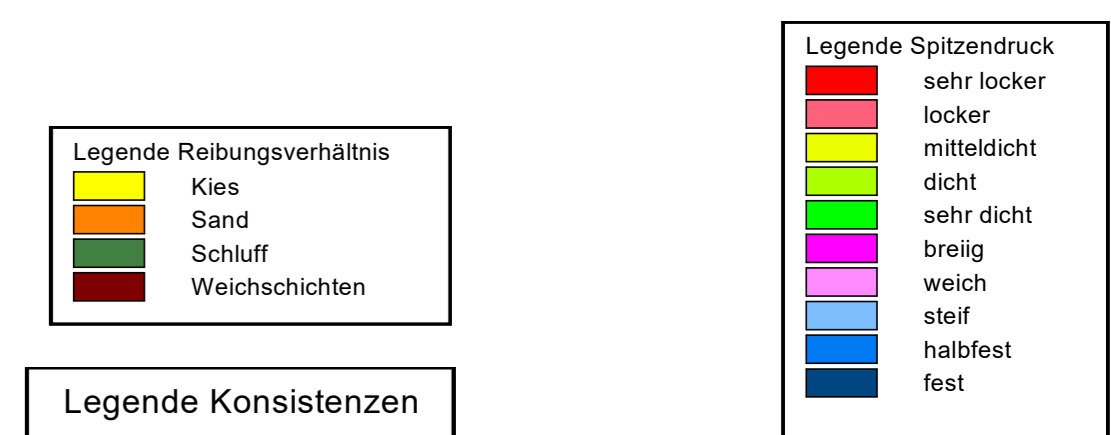 Legende Reibungsverhältnis
Kies
Sand
Schluff
Weichschichten
Legende Konsistenzen
Legende Spitzendruck
sehr locker
locker
mitteldicht
dicht
sehr dicht
breiig
weich
steif
halbfest
fest